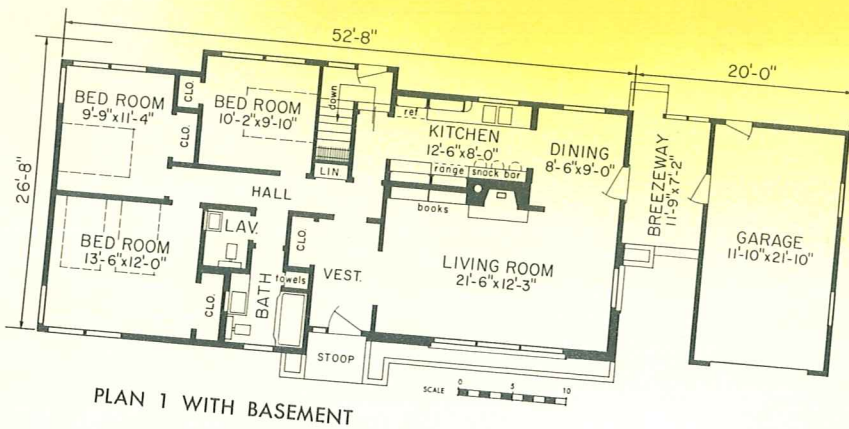 52'-8"
20'-0"
26'-8"
BED ROOM
9'-9"x11'-4"
CLO.
CLO.
BED ROOM
10'-2"x9'-10"
down
LIN
ref
KITCHEN
12'-6"x8'-0"
range
snack bar
DINING
8'-6"x9'-0"
BREEZEWAY
11'-9"x7'-2"
GARAGE
11'-10"x21'-10"
HALL
books
LAV.
CLO.
BED ROOM
13'-6"x12'-0"
CLO.
BATH
towels
VEST.
LIVING ROOM
21'-6"x12'-3"
STOOP
SCALE
0 5 10
PLAN 1 WITH BASEMENT